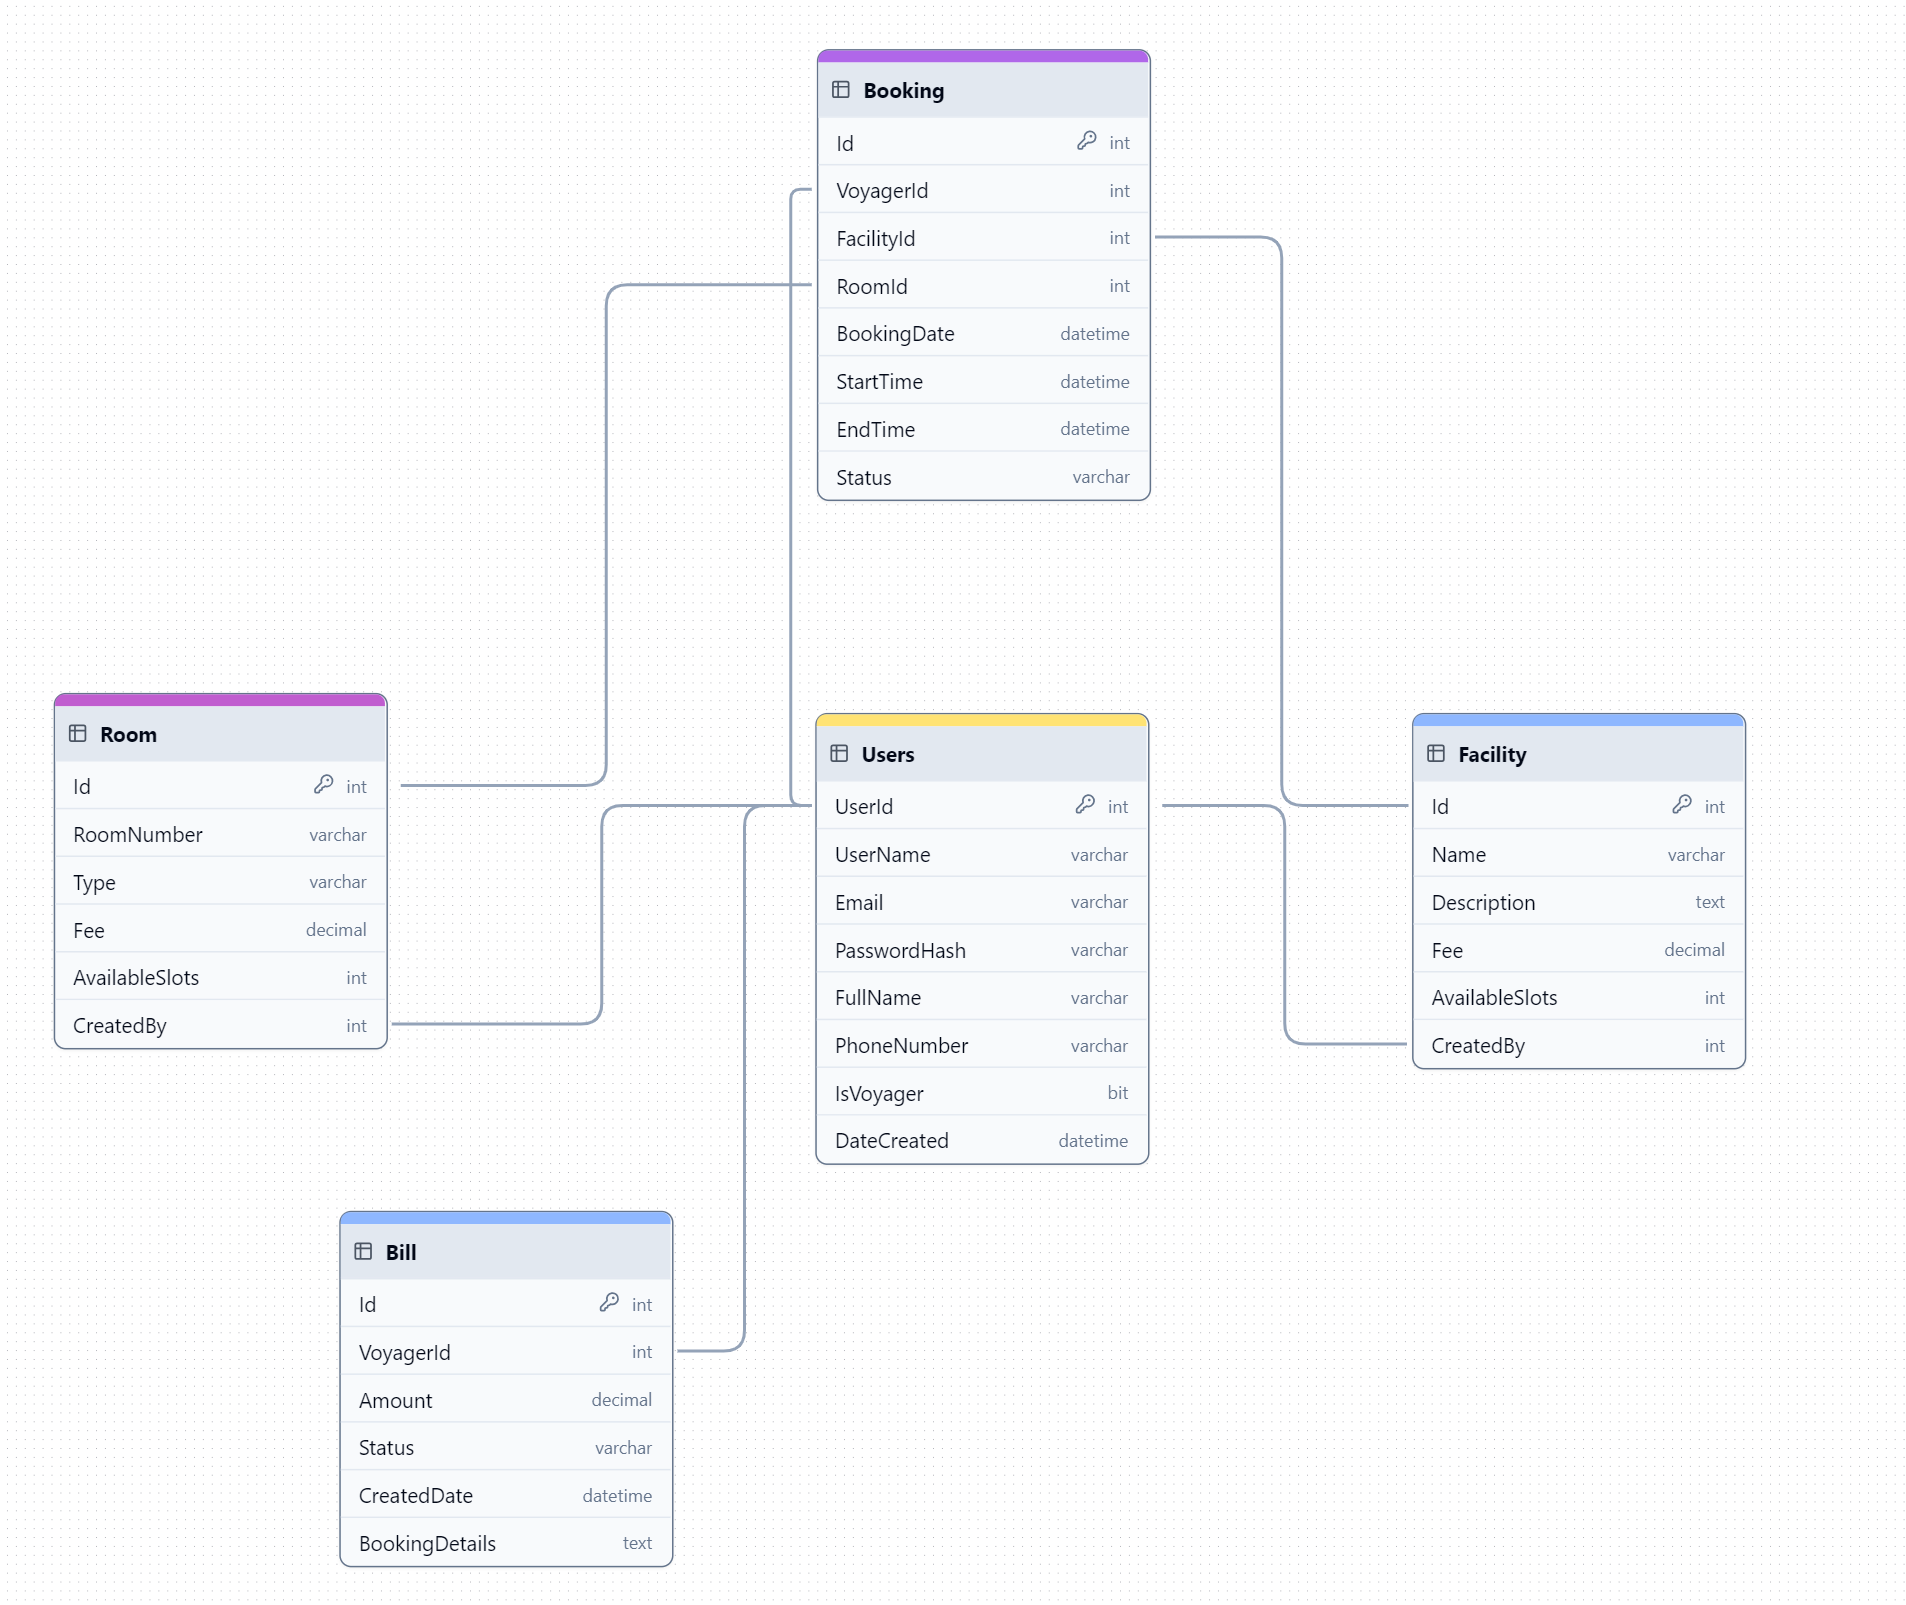 Booking
Id int
VoyagerId int
FacilityId int
RoomId int
BookingDate datetime
StartTime datetime
EndTime datetime
Status varchar
Room
Id int
RoomNumber varchar
Type varchar
Fee decimal
AvailableSlots int
CreatedBy int
Users
UserId int
UserName varchar
Email varchar
PasswordHash varchar
FullName varchar
PhoneNumber varchar
IsVoyager bit
DateCreated datetime
Facility
Id int
Name varchar
Description text
Fee decimal
AvailableSlots int
CreatedBy int
Bill
Id int
VoyagerId int
Amount decimal
Status varchar
CreatedDate datetime
BookingDetails text